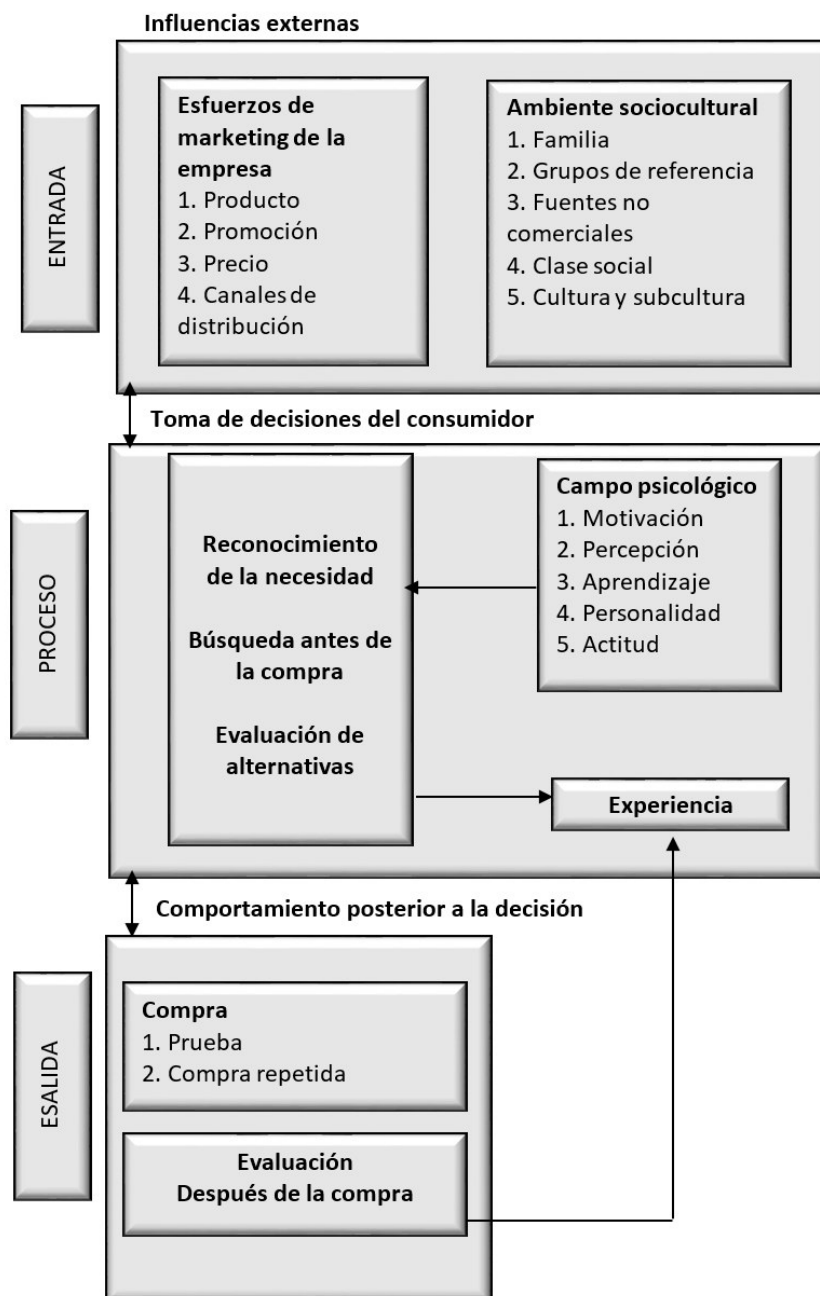 Influencias externas
ENTRADA
Esfuerzos de
marketing de la
empresa
1. Producto
2. Promoción
3. Precio
4. Canales de
distribución
Ambiente sociocultural
1. Familia
2. Grupos de referencia
3. Fuentes no
comerciales
4. Clase social
5. Cultura y subcultura
Toma de decisiones del consumidor
PROCESO
Reconocimiento
de la necesidad
Búsqueda antes de
la compra
Evaluación de
alternativas
Campo psicológico
1. Motivación
2. Percepción
3. Aprendizaje
4. Personalidad
5. Actitud
Experiencia
Comportamiento posterior a la decisión
ESALIDA
Compra
1. Prueba
2. Compra repetida
Evaluación
Después de la compra